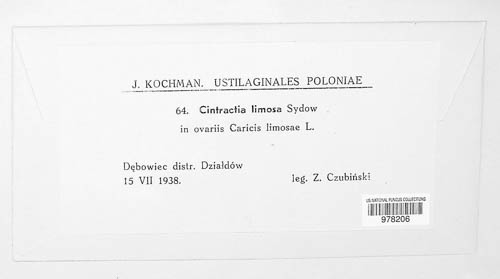 J. KOCHMAN. USTILAGINALES POLONIAE
64. Cintractia limosa Sydow
in ovariis Caricis limosae L.
Dębowiec distr. Działdów
15 VII 1938.
leg. Z. Czubiński
US NATIONAL FUNGUS COLLECTIONS
978206